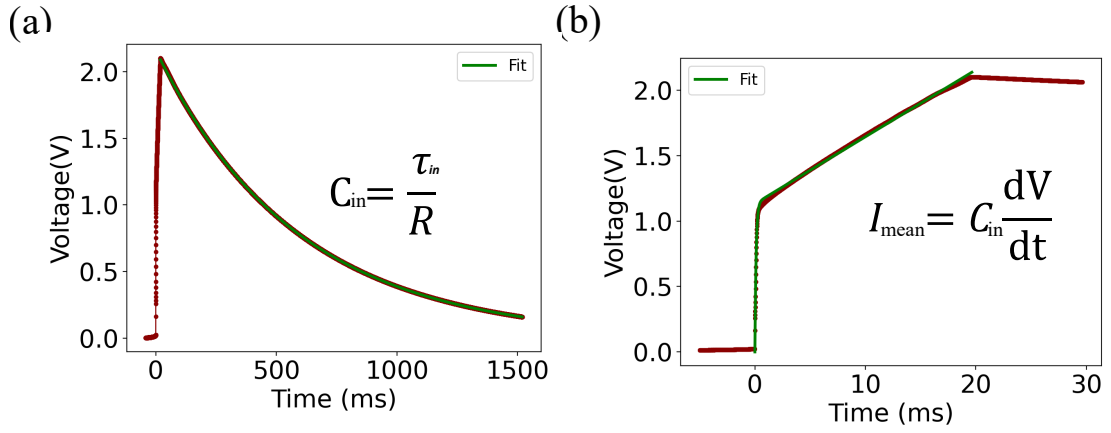 (a)
Voltage(V)
2.0
1.5
1.0
0.5
0.0
Fit
C_in = τ_in / R
0 500 1000 1500
Time (ms)
(b)
Voltage(V)
2.0
1.5
1.0
0.5
0.0
Fit
I_mean = C_in dV / dt
0 10 20 30
Time (ms)